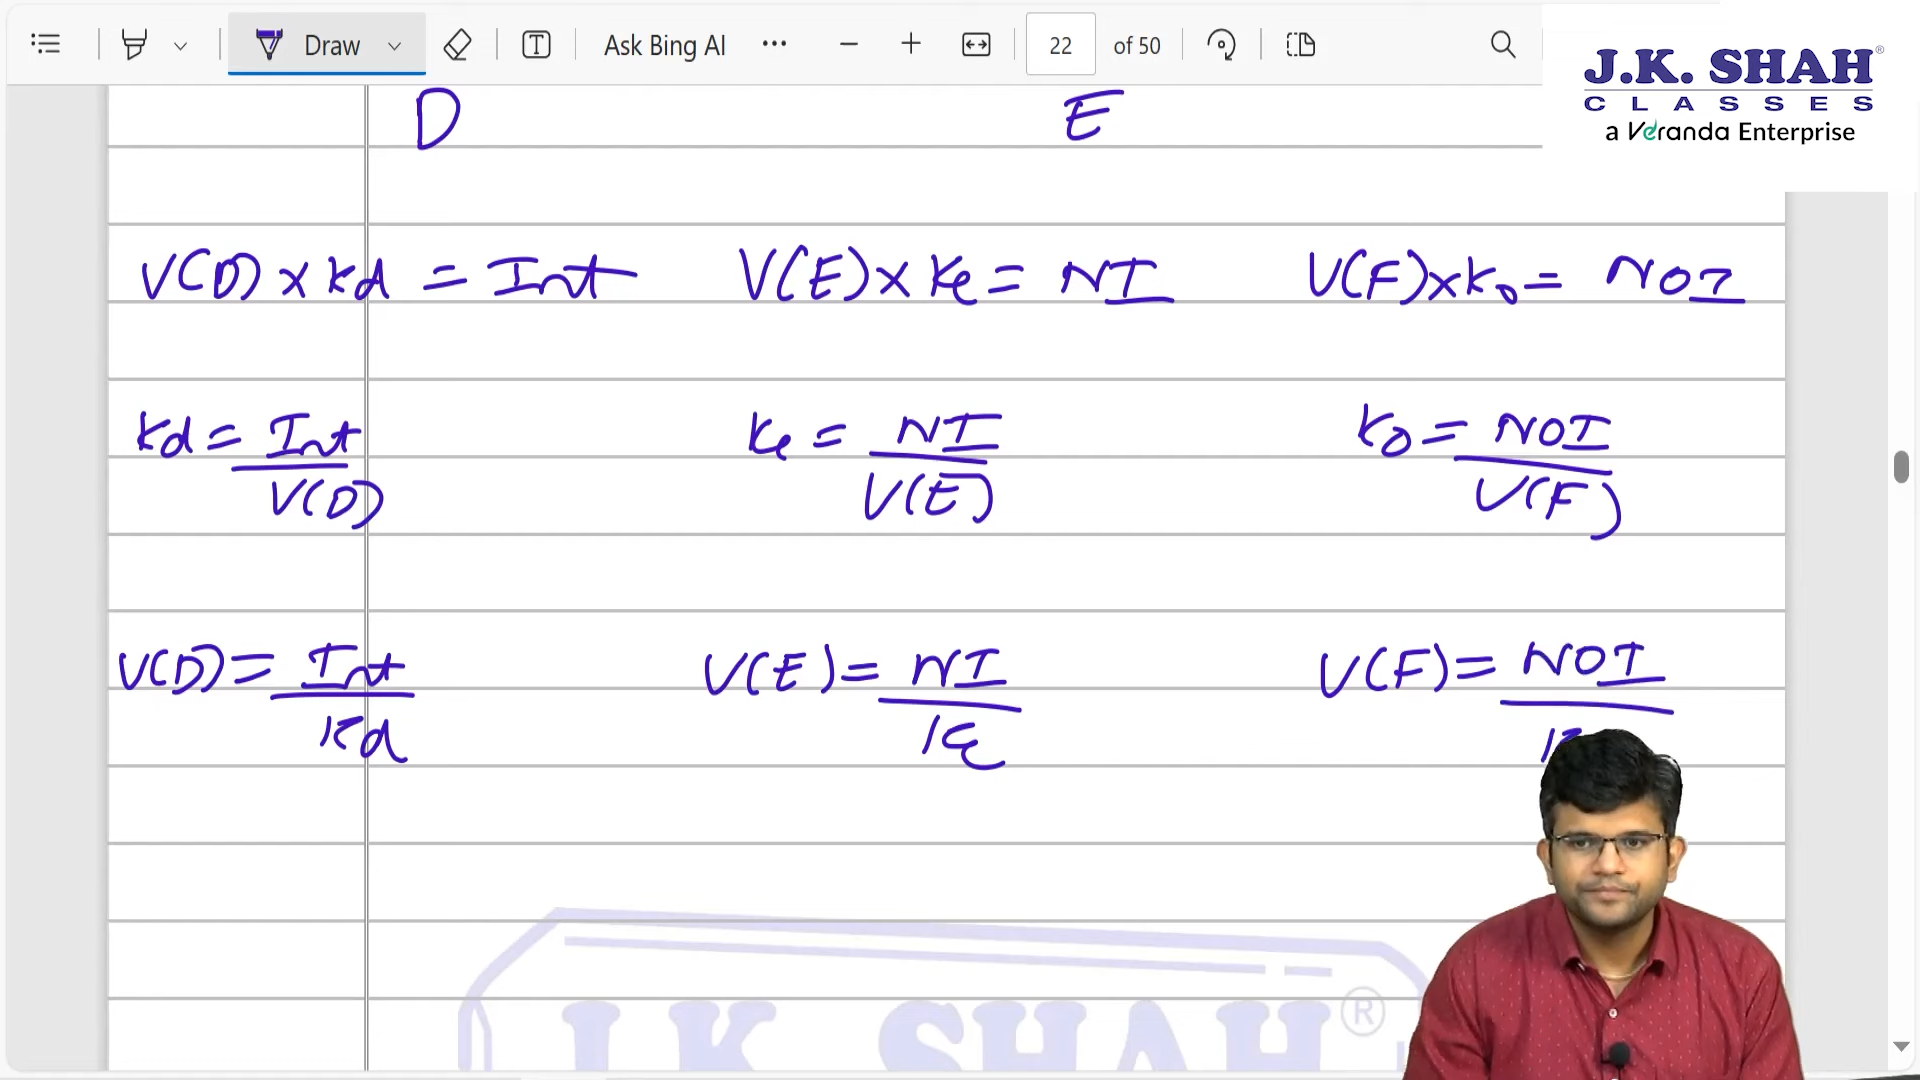 Draw
Ask Bing AI
22 of 50
J.K. SHAH®
CLASSES
a Veranda Enterprise
D E
V(D) x kd = Int V(E) x Ke = NI V(F) x Ko = NOI
Kd = Int / V(D) Ke = NI / V(E) Ko = NOI / V(F)
V(D) = Int / Kd V(E) = NI / Ke V(F) = NOI
J.K. SHAH®